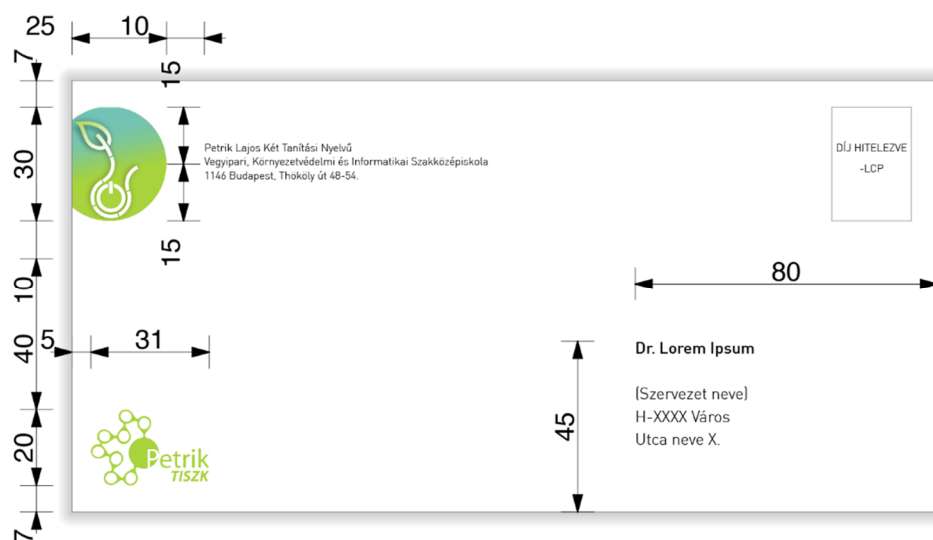 25
10
7
15
30
Petrik Lajos Két Tanítási Nyelvű
Vegyipari, Környezetvédelmi és Informatikai Szakközépiskola
1146 Budapest, Thököly út 48-54.
DÍJ HITELEZVE
-LCP
15
10
80
40
5
31
Dr. Lorem Ipsum
(Szervezet neve)
H-XXXX Város
Utca neve X.
45
20
Petrik
TISZK
7